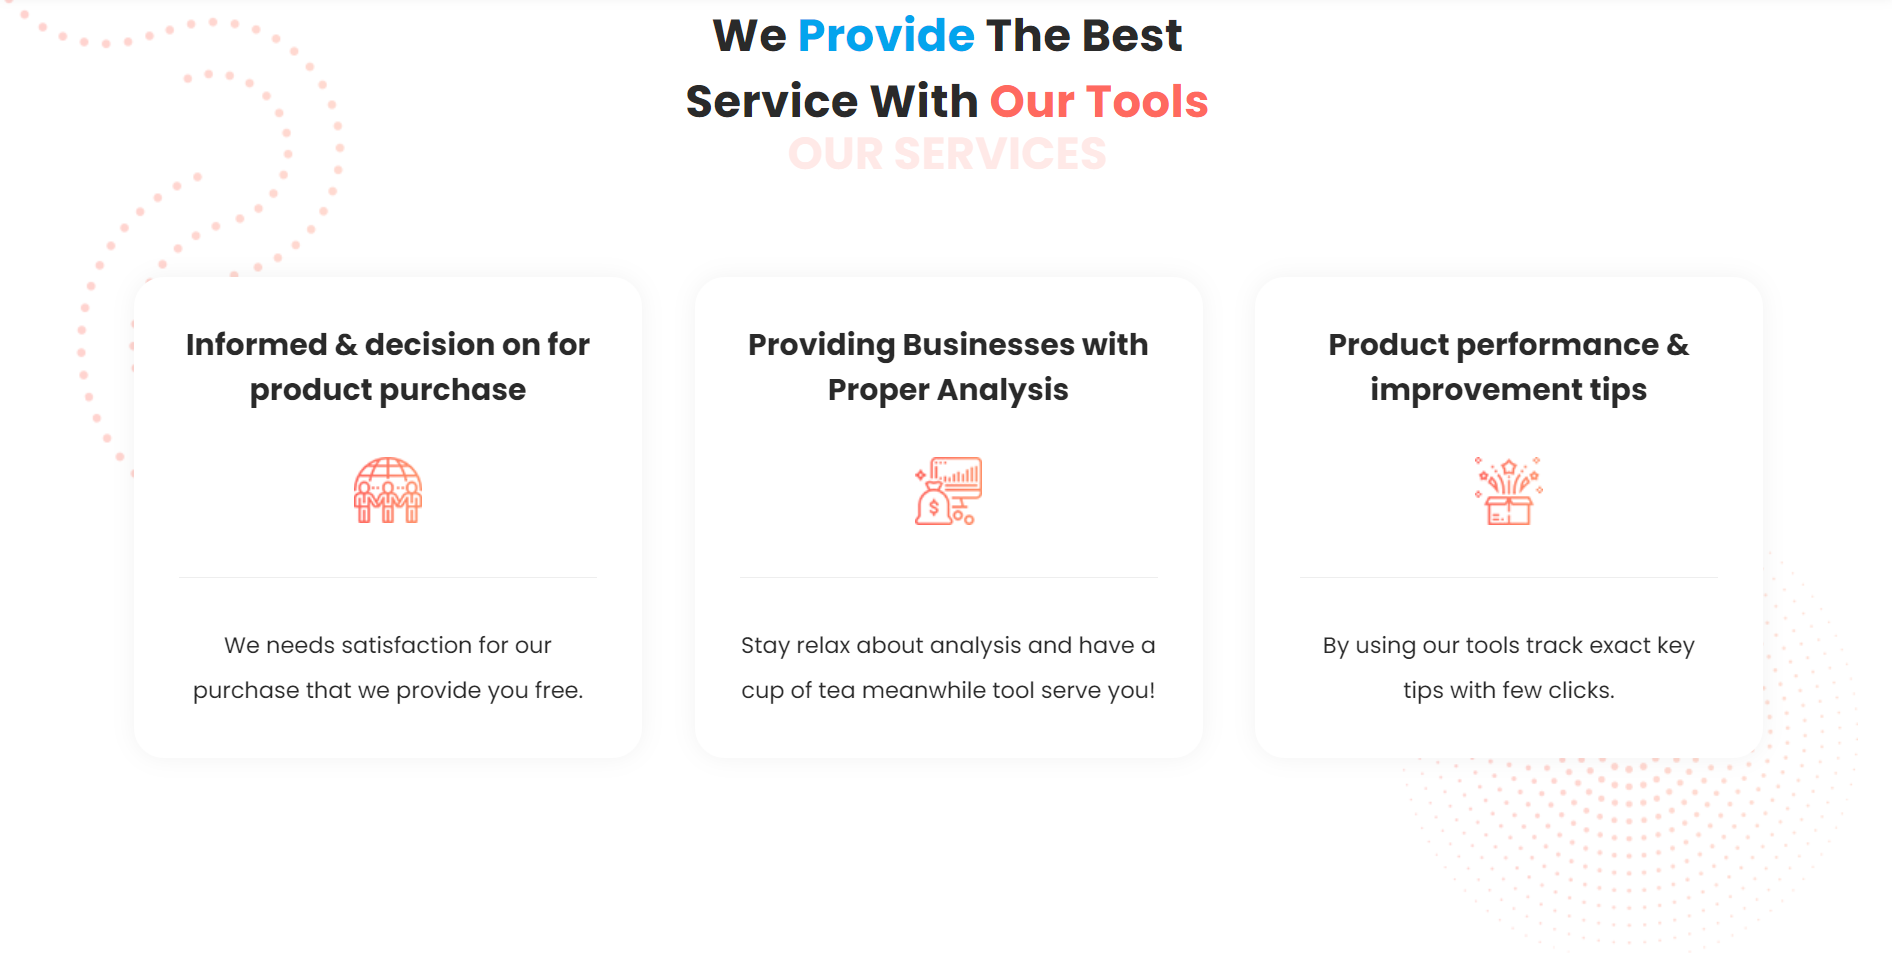 We Provide The Best
Service With Our Tools
OUR SERVICES
Informed & decision on for
product purchase
We needs satisfaction for our
purchase that we provide you free.
Providing Businesses with
Proper Analysis
$
Stay relax about analysis and have a
cup of tea meanwhile tool serve you!
Product performance &
improvement tips
By using our tools track exact key
tips with few clicks.